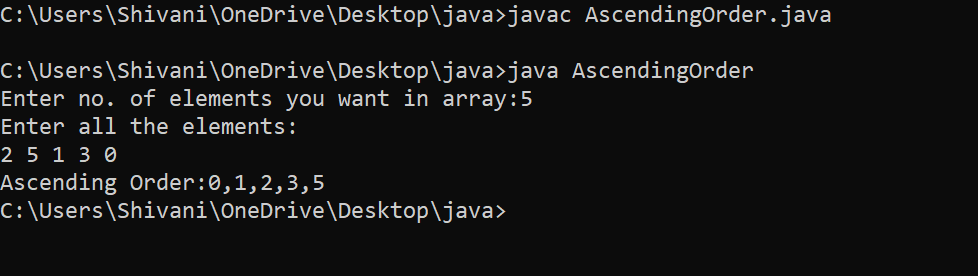 C:\Users\Shivani\OneDrive\Desktop\java>javac AscendingOrder.java
C:\Users\Shivani\OneDrive\Desktop\java>java AscendingOrder
Enter no. of elements you want in array:5
Enter all the elements:
2 5 1 3 0
Ascending Order:0,1,2,3,5
C:\Users\Shivani\OneDrive\Desktop\java>